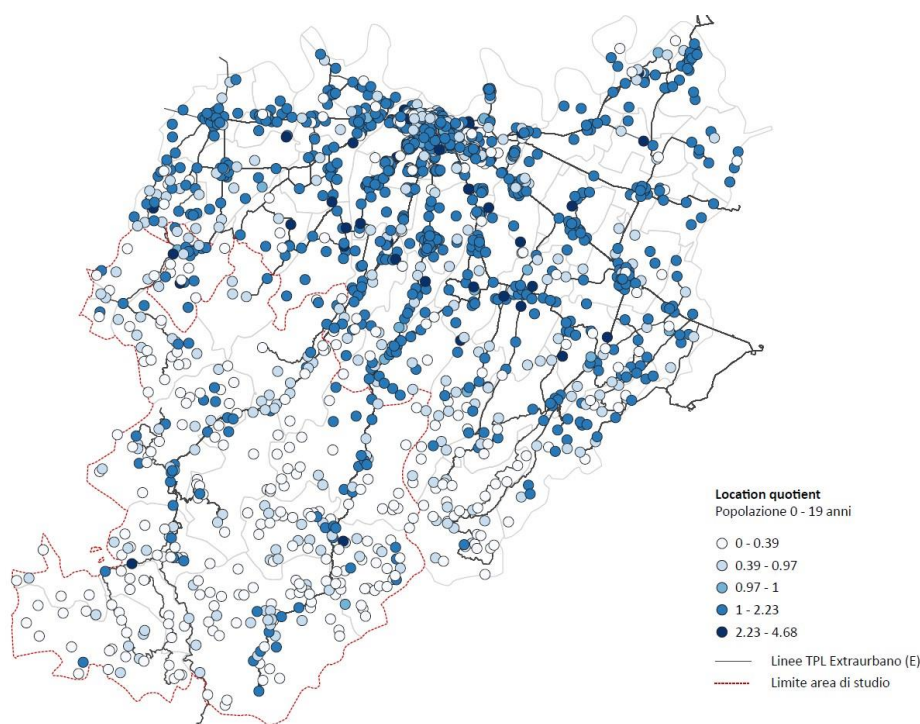 Location quotient
Popolazione 0 - 19 anni
0 - 0.39
0.39 - 0.97
0.97 - 1
1 - 2.23
2.23 - 4.68
Linee TPL Extraurbano (E)
Limite area di studio